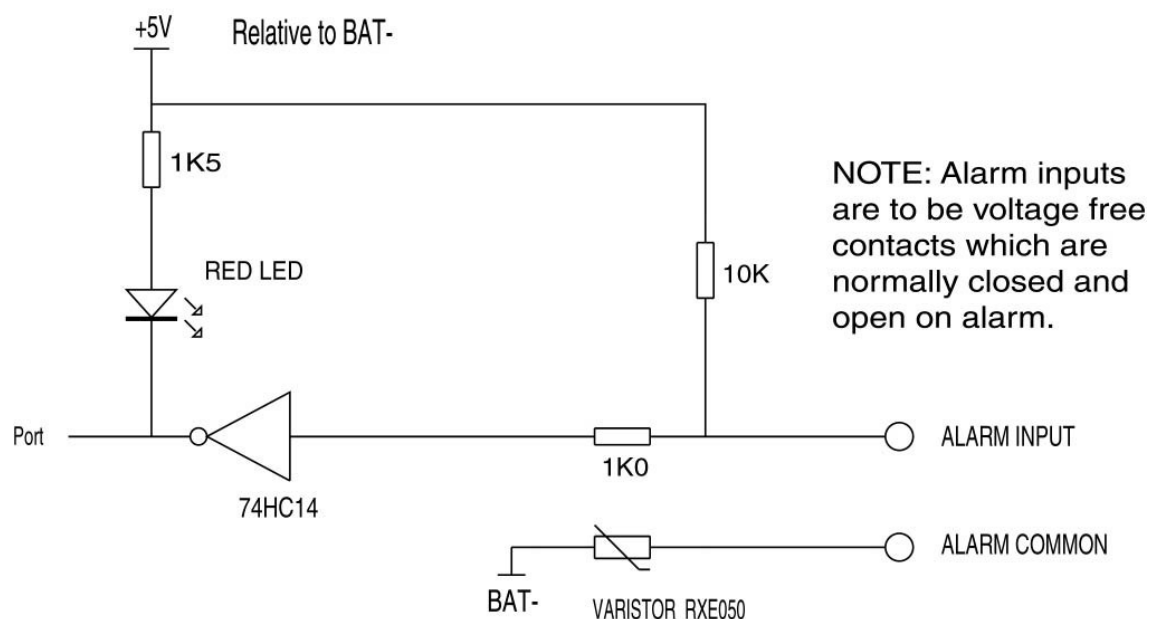 +5V
Relative to BAT-
1K5
RED LED
10K
NOTE: Alarm inputs
are to be voltage free
contacts which are
normally closed and
open on alarm.
Port
74HC14
1K0
ALARM INPUT
ALARM COMMON
BAT-
VARISTOR RXE050